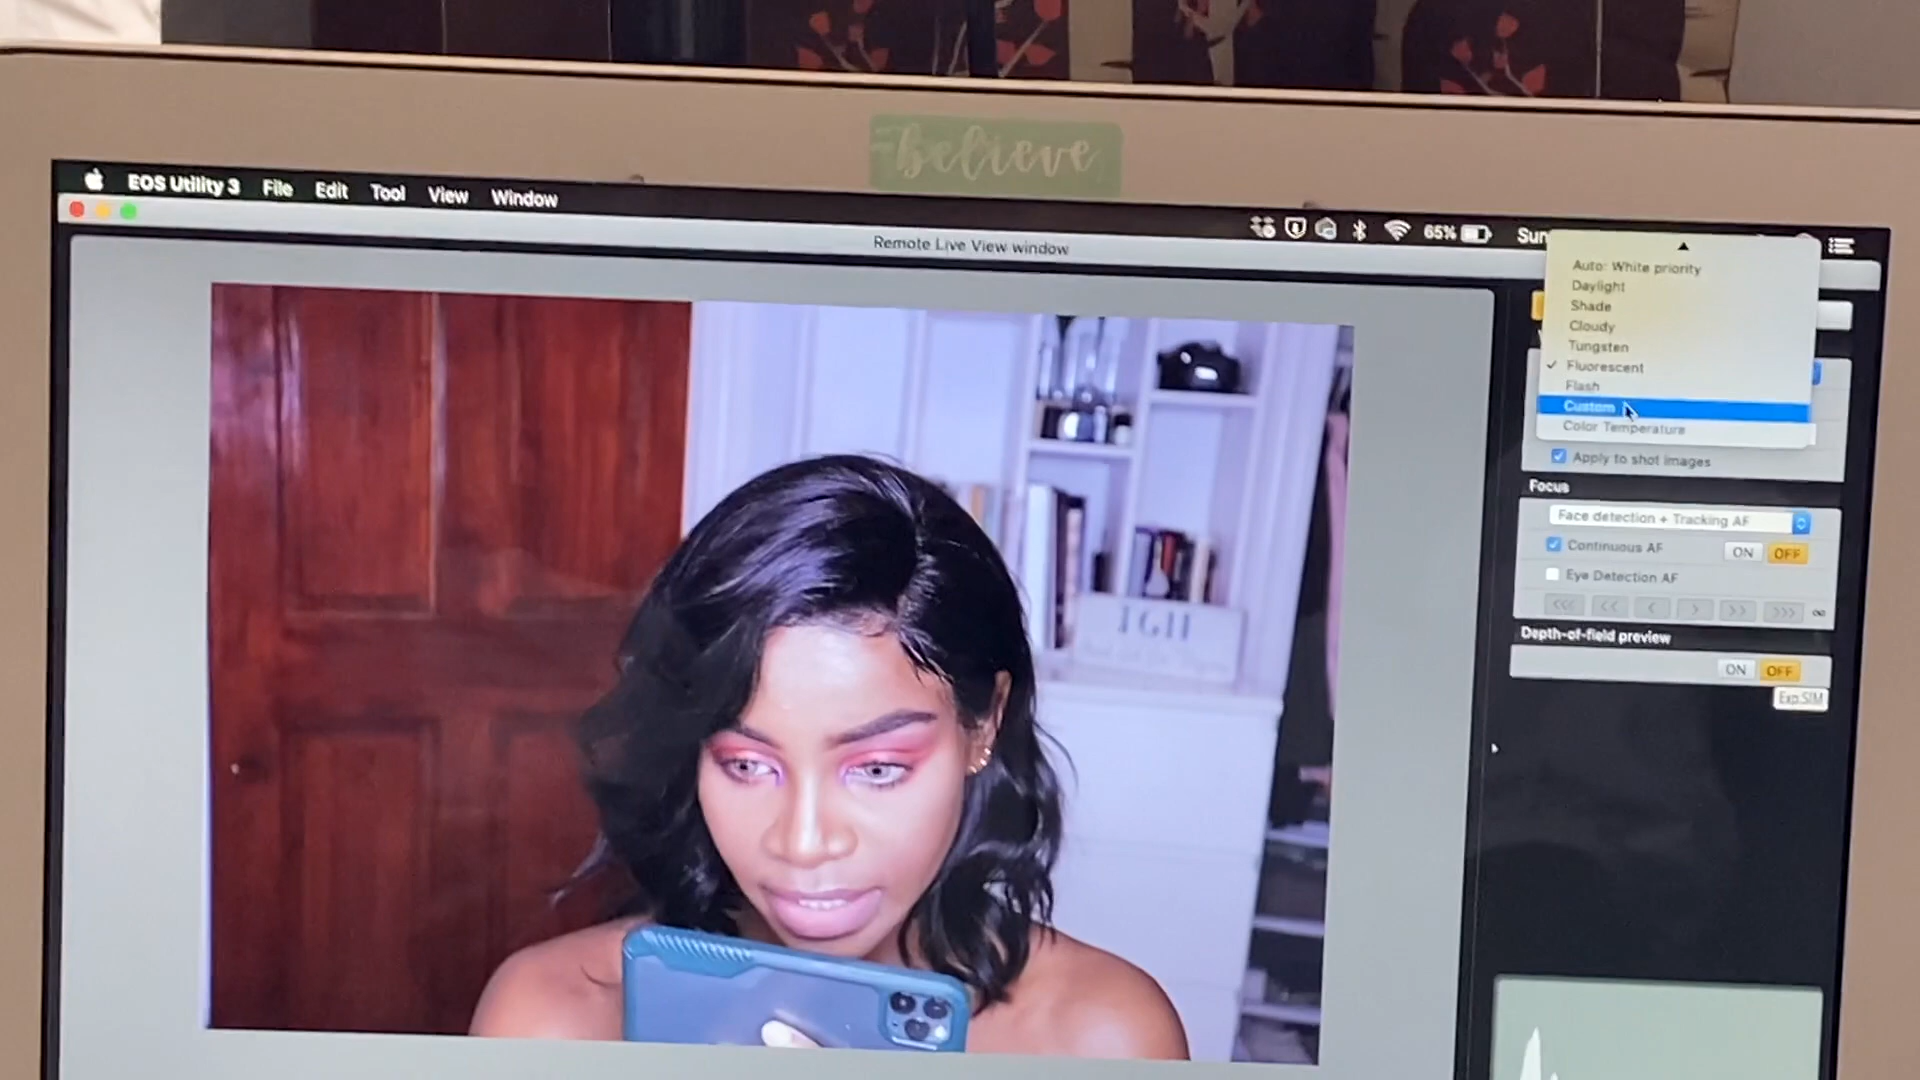 believe
EOS Utility 3 File Edit Tool View Window
65% Sun
Remote Live View window
Auto: White priority
Daylight
Shade
Cloudy
Tungsten
✓ Fluorescent
Flash
Custom
Color Temperature
Apply to shot images
Focus
Face detection + Tracking AF
Continuous AF ON OFF
Eye Detection AF
<<< << < > >> >>>
Depth-of-field preview
ON OFF
Exp.SIM